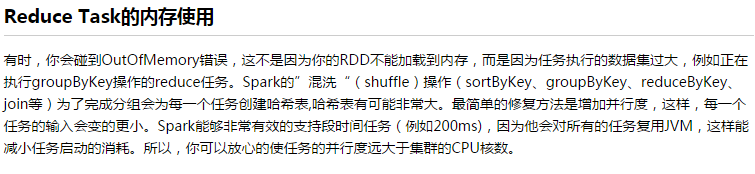 Reduce Task的内存使用
有时，你会碰到OutOfMemory错误，这不是因为你的RDD不能加载到内存，而是因为任务执行的数据集过大，例如正在
执行groupByKey操作的reduce任务。Spark的”混洗“（shuffle）操作（sortByKey、groupByKey、reduceByKey、
join等）为了完成分组会为每一个任务创建哈希表,哈希表有可能非常大。最简单的修复方法是增加并行度，这样，每一个
任务的输入会变的更小。Spark能够非常有效的支持段时间任务（例如200ms)，因为他会对所有的任务复用JVM，这样能
减小任务启动的消耗。所以，你可以放心的使任务的并行度远大于集群的CPU核数。